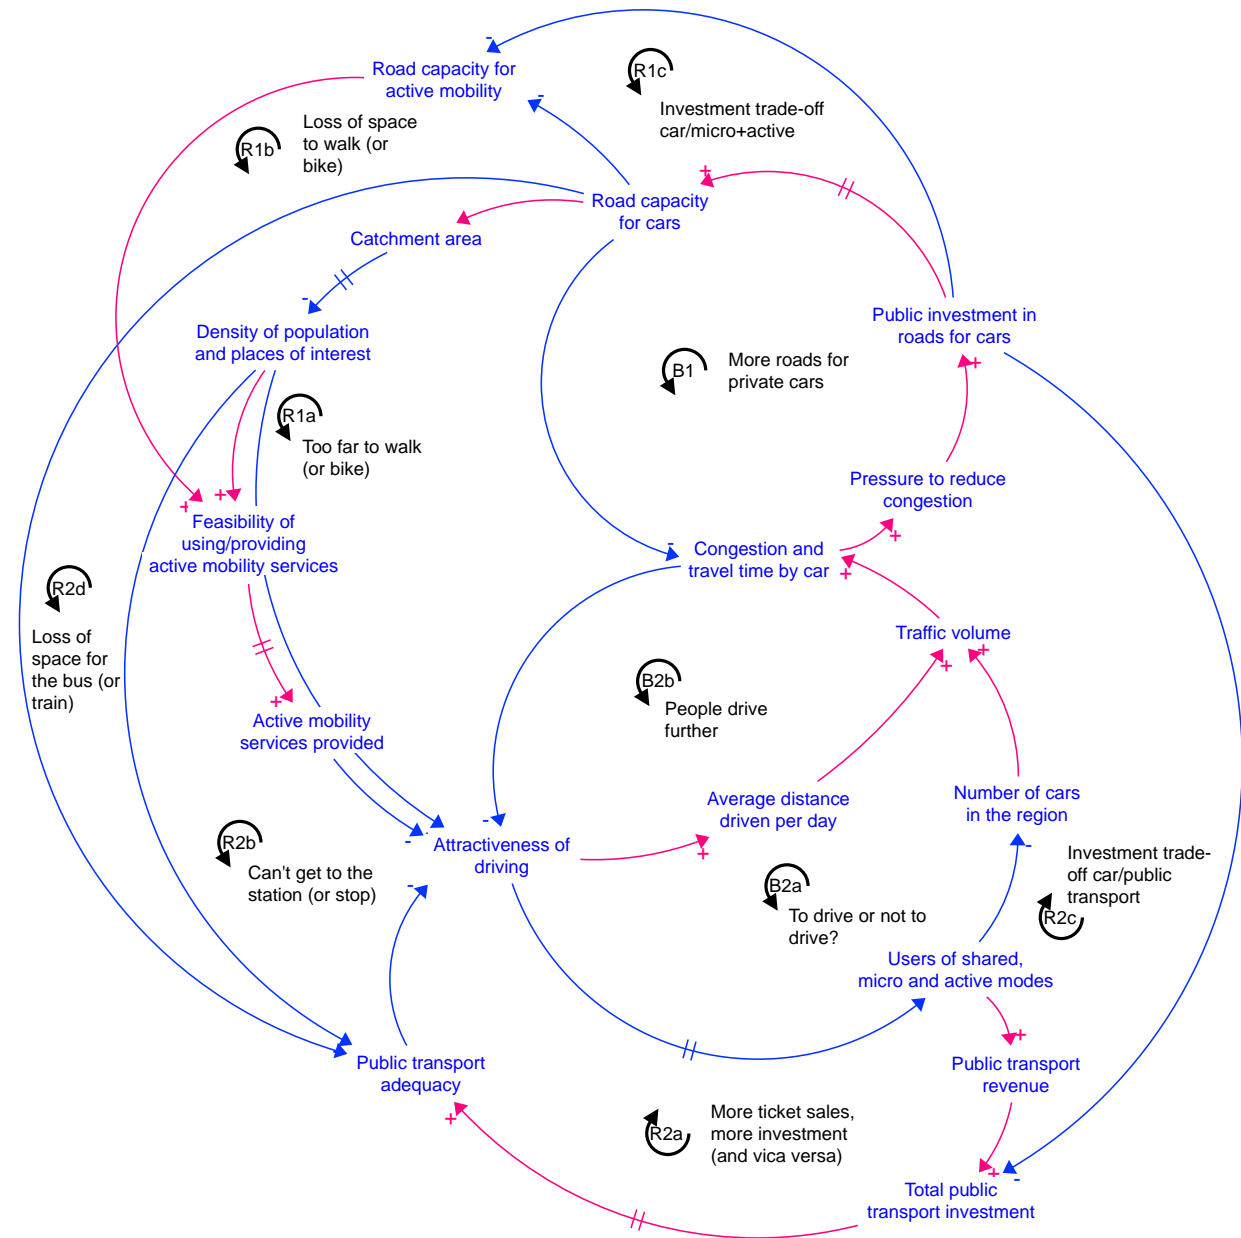 Road capacity for
active mobility
-
R1c
Investment trade-off
car/micro+active
-
R1b
Loss of space
to walk (or
bike)
+
Road capacity
for cars
Catchment area
-
Density of population
and places of interest
Public investment in
roads for cars
B1
More roads for
private cars
+
R1a
Too far to walk
(or bike)
+
+
Feasibility of
using/providing
active mobility services
Pressure to reduce
congestion
+
-
Congestion and
travel time by car
+
R2d
Loss of
space for
the bus (or
train)
Traffic volume
+
+
B2b
People drive
further
+
Active mobility
services provided
Average distance
driven per day
+
Number of cars
in the region
-
-
-
Attractiveness of
driving
R2b
Can't get to the
station (or stop)
-
B2a
To drive or not to
drive?
Investment trade-
off car/public
transport
R2c
Users of shared,
micro and active modes
+
Public transport
adequacy
+
Public transport
revenue
R2a
More ticket sales,
more investment
(and vica versa)
+
-
Total public
transport investment